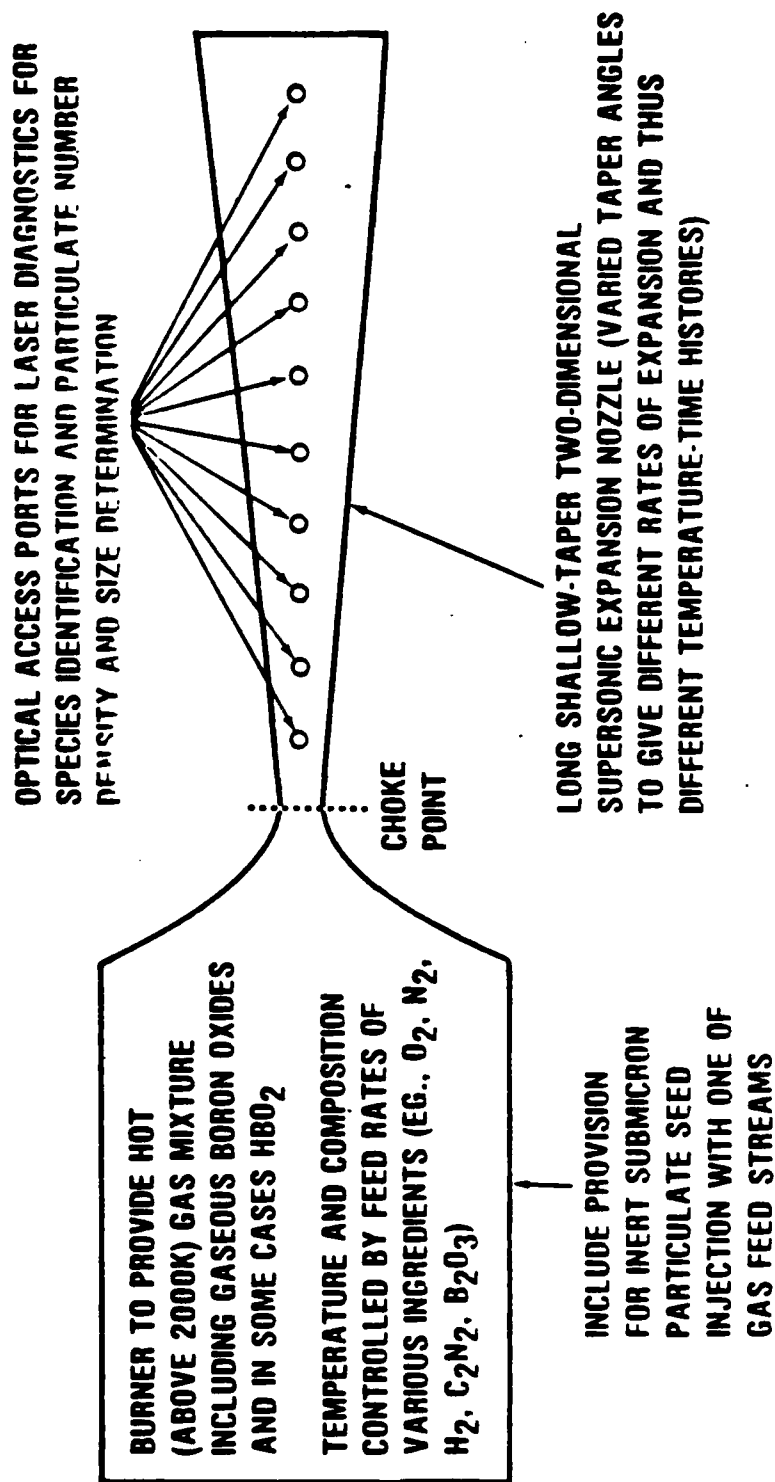 OPTICAL ACCESS PORTS FOR LASER DIAGNOSTICS FOR
SPECIES IDENTIFICATION AND PARTICULATE NUMBER
DENSITY AND SIZE DETERMINATION
BURNER TO PROVIDE HOT
(ABOVE 2000K) GAS MIXTURE
INCLUDING GASEOUS BORON OXIDES
AND IN SOME CASES HBO₂
TEMPERATURE AND COMPOSITION
CONTROLLED BY FEED RATES OF
VARIOUS INGREDIENTS (EG., O₂, N₂,
H₂, C₂N₂, B₂O₃)
CHOKE
POINT
INCLUDE PROVISION
FOR INERT SUBMICRON
PARTICULATE SEED
INJECTION WITH ONE OF
GAS FEED STREAMS
LONG SHALLOW-TAPER TWO-DIMENSIONAL
SUPERSONIC EXPANSION NOZZLE (VARIED TAPER ANGLES
TO GIVE DIFFERENT RATES OF EXPANSION AND THUS
DIFFERENT TEMPERATURE-TIME HISTORIES)